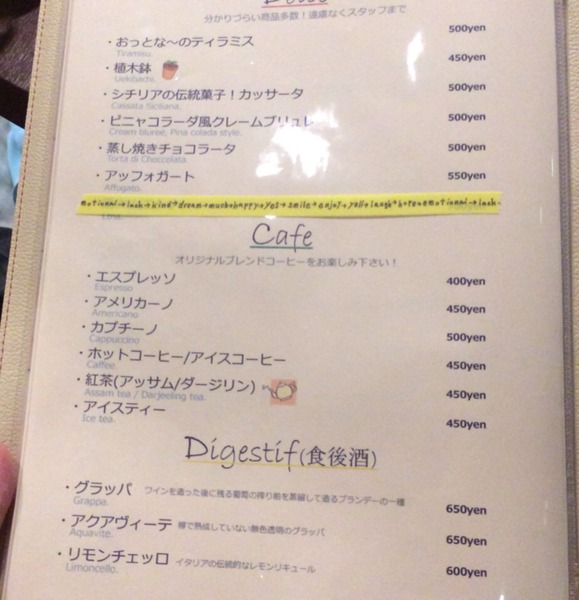 Dolce
分かりづらい商品多数！遠慮なくスタッフまで
・おっとな～のティラミス 500yen
Tiramisu.
・植木鉢 450yen
Uekibachi.
・シチリアの伝統菓子！カッサータ 500yen
Cassata Siciliana.
・ピニャコラーダ風クレームブリュレ 500yen
Cream bluree, Pina colada style.
・蒸し焼きチョコラータ 500yen
Torta di Choccolata.
・アッフォガート 550yen
Affogato.
Cafe
オリジナルブレンドコーヒーをお楽しみ下さい！
・エスプレッソ 400yen
Espresso
・アメリカーノ 450yen
Americano
・カプチーノ 500yen
Cappuccino
・ホットコーヒー/アイスコーヒー 450yen
Caffee.
・紅茶(アッサム/ダージリン) 450yen
Assam tea / Darjeeling tea.
・アイスティー 450yen
Ice tea.
Digestif(食後酒)
・グラッパ ワインを造った後に残る葡萄の搾り粕を蒸留して造るブランデーの一種 650yen
Grappa.
・アクアヴィーテ 樽で熟成していない無色透明のグラッパ 650yen
Aquavite.
・リモンチェッロ イタリアの伝統的なレモンリキュール 600yen
Limoncello.